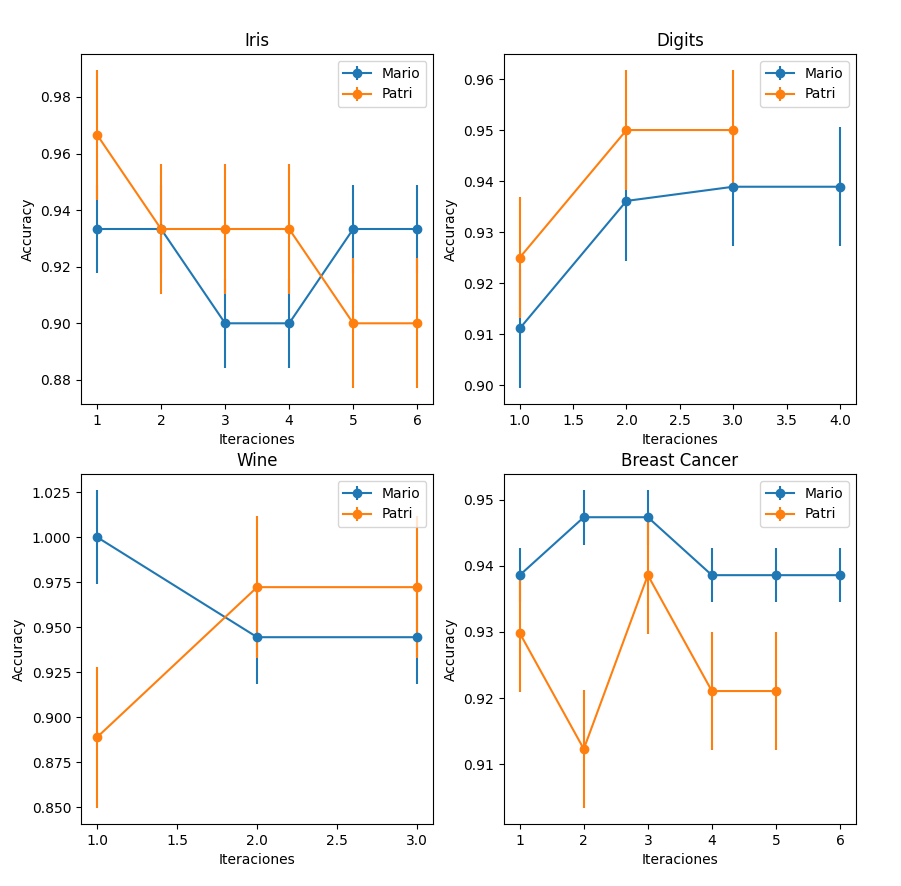 Iris
Mario
Patri
0.98
0.96
0.94
0.92
0.90
0.88
Accuracy
1 2 3 4 5 6
Iteraciones
Digits
Mario
Patri
0.96
0.95
0.94
0.93
0.92
0.91
0.90
Accuracy
1.0 1.5 2.0 2.5 3.0 3.5 4.0
Iteraciones
Wine
Mario
Patri
1.025
1.000
0.975
0.950
0.925
0.900
0.875
0.850
Accuracy
1.0 1.5 2.0 2.5 3.0
Iteraciones
Breast Cancer
Mario
Patri
0.95
0.94
0.93
0.92
0.91
Accuracy
1 2 3 4 5 6
Iteraciones